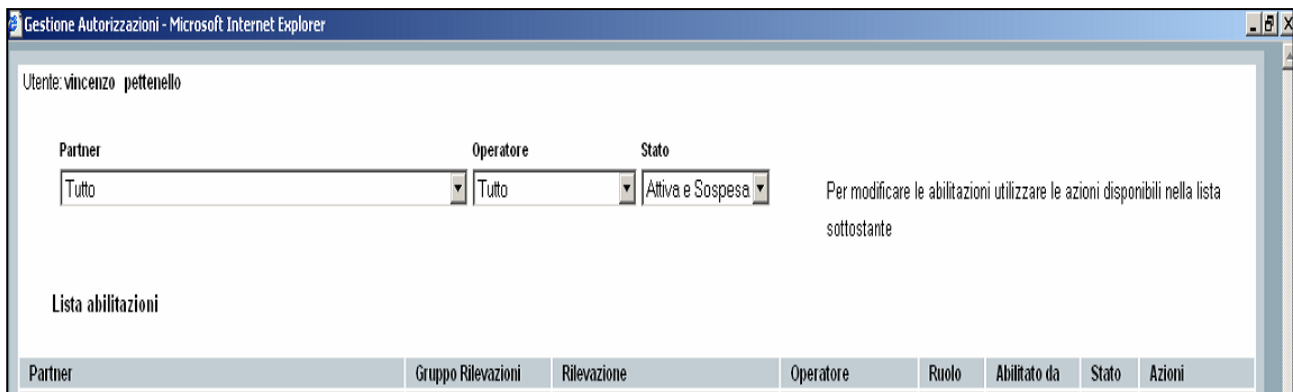 Gestione Autorizzazioni - Microsoft Internet Explorer
Utente: vincenzo pettenello
Partner Operatore Stato
Tutto Tutto Attiva e Sospesa
Per modificare le abilitazioni utilizzare le azioni disponibili nella lista
sottostante
Lista abilitazioni
Partner Gruppo Rilevazioni Rilevazione Operatore Ruolo Abilitato da Stato Azioni